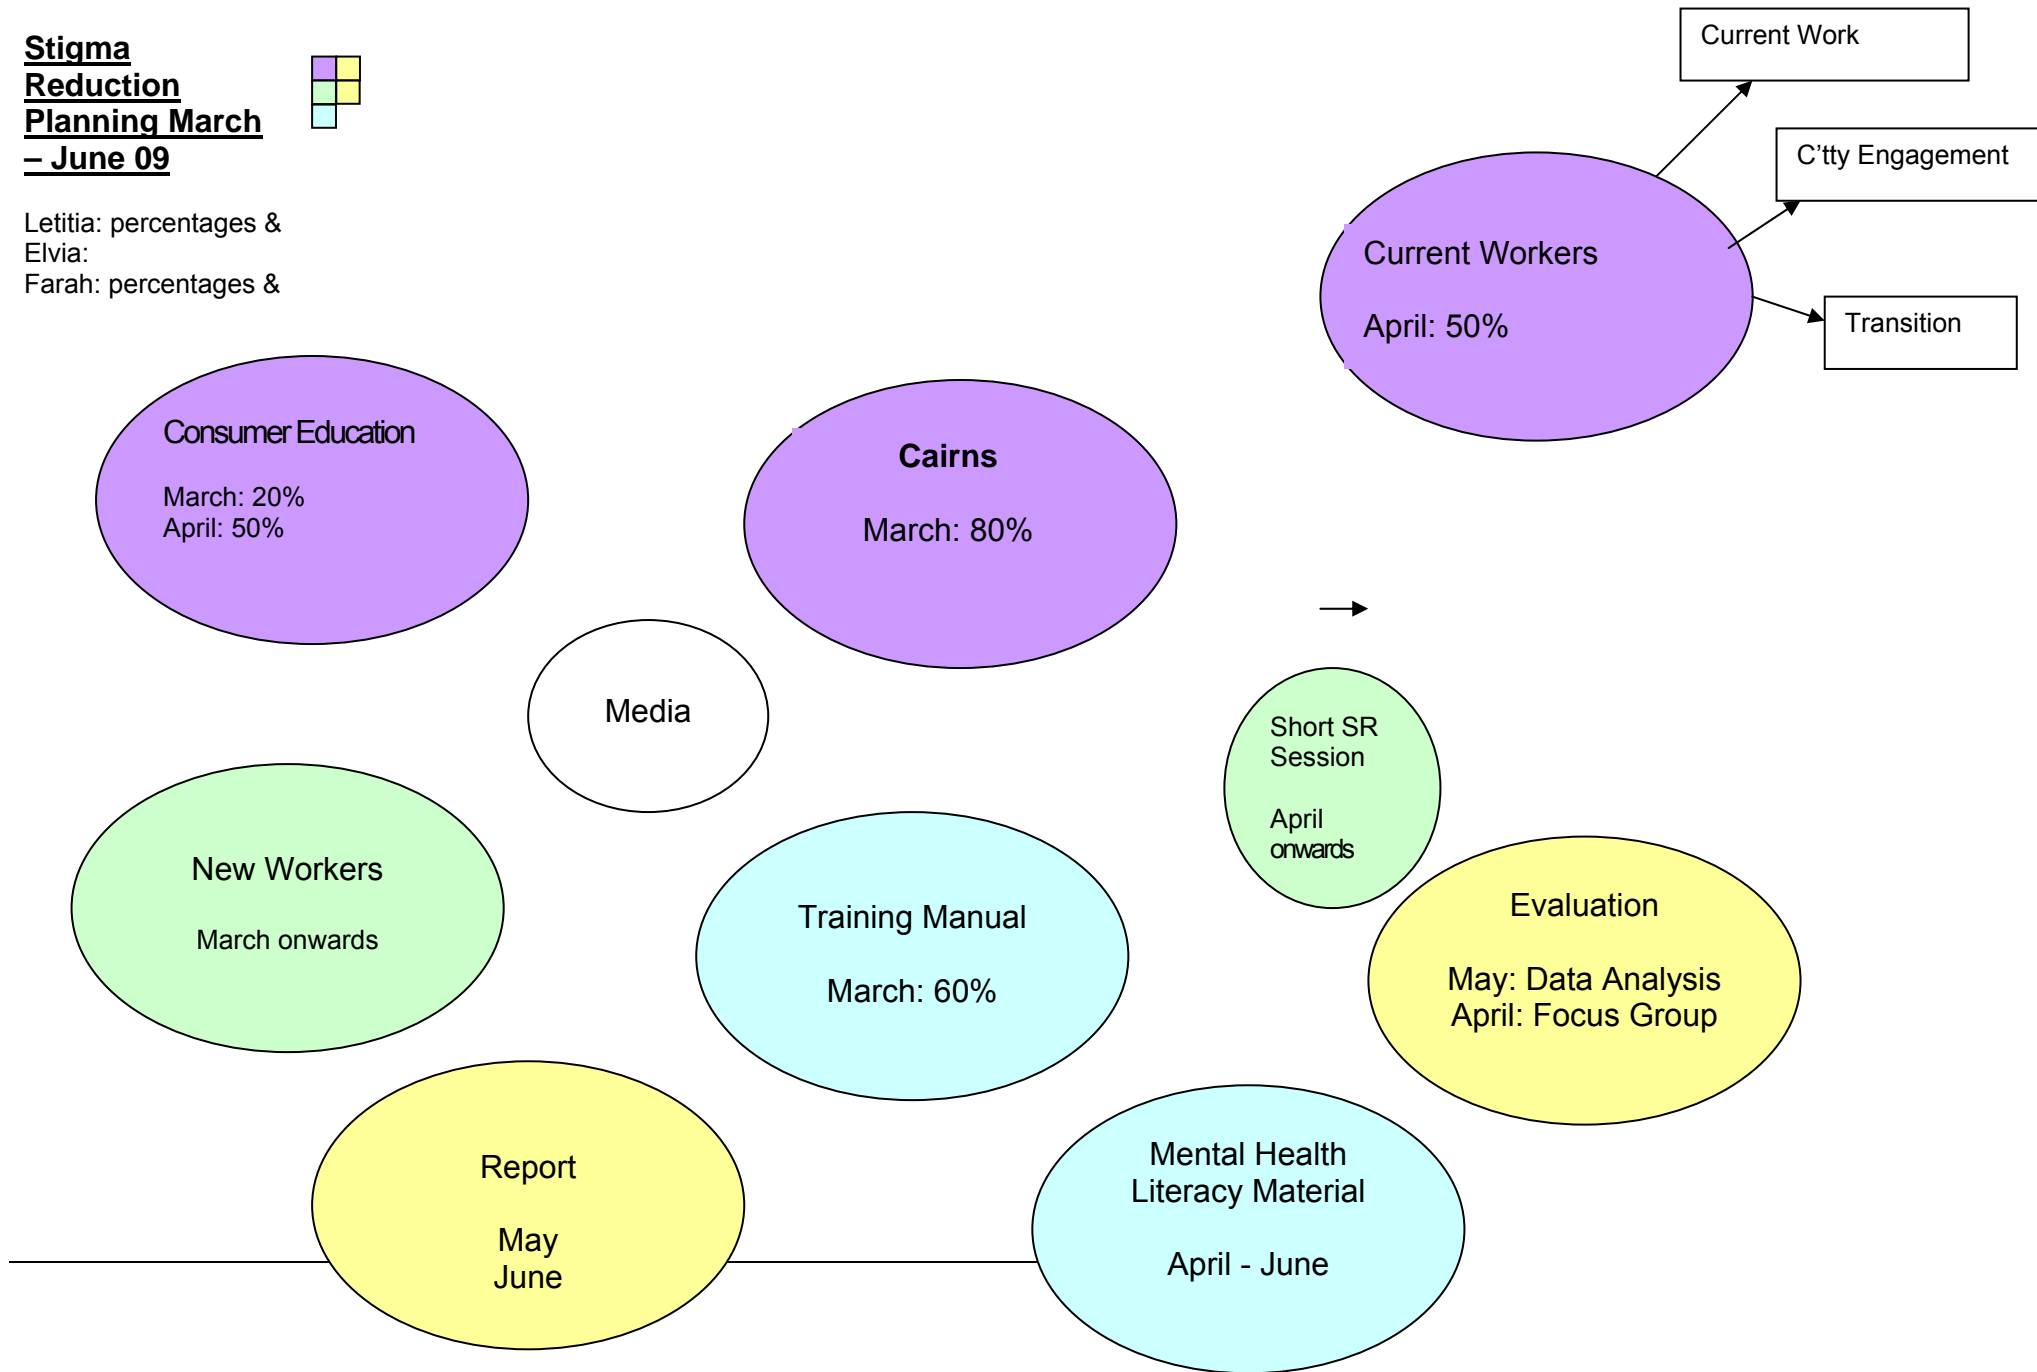 Stigma
Reduction
Planning March
– June 09
Letitia: percentages &
Elvia:
Farah: percentages &
Current Work
C'tty Engagement
Transition
Current Workers
April: 50%
Consumer Education
March: 20%
April: 50%
Cairns
March: 80%
Media
Short SR
Session
April
onwards
New Workers
March onwards
Training Manual
March: 60%
Evaluation
May: Data Analysis
April: Focus Group
Report
May
June
Mental Health
Literacy Material
April - June